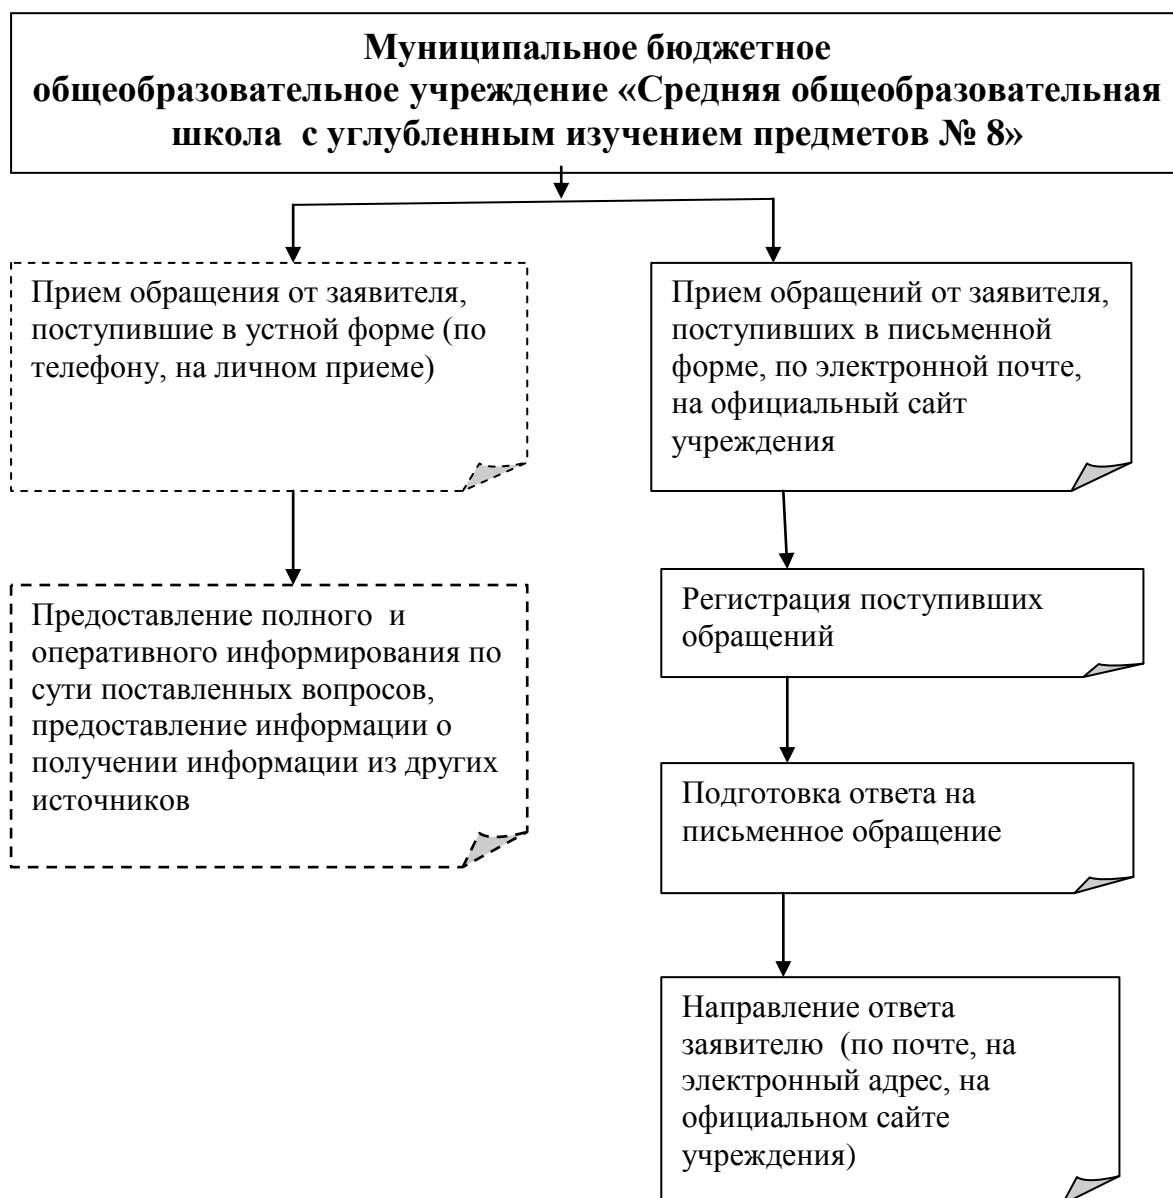 Муниципальное бюджетное
общеобразовательное учреждение «Средняя общеобразовательная
школа с углубленным изучением предметов № 8»
Прием обращения от заявителя,
поступившие в устной форме (по
телефону, на личном приеме)
Прием обращений от заявителя,
поступивших в письменной
форме, по электронной почте,
на официальный сайт
учреждения
Предоставление полного и
оперативного информирования по
сути поставленных вопросов,
предоставление информации о
получении информации из других
источников
Регистрация поступивших
обращений
Подготовка ответа на
письменное обращение
Направление ответа
заявителю (по почте, на
электронный адрес, на
официальном сайте
учреждения)